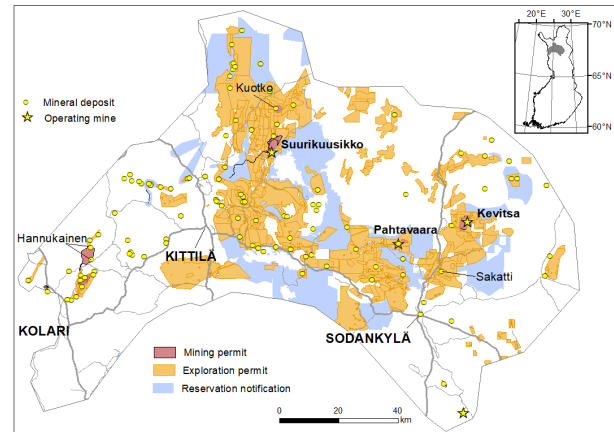 20°E 30°E
70°N
65°N
60°N
Mineral deposit
Operating mine
Kuotko
Suurikuusikko
Kevitsa
Pahtavaara
Hannukainen
KITTILÄ
Sakatti
KOLARI
SODANKYLÄ
Mining permit
Exploration permit
Reservation notification
0 20 40
km